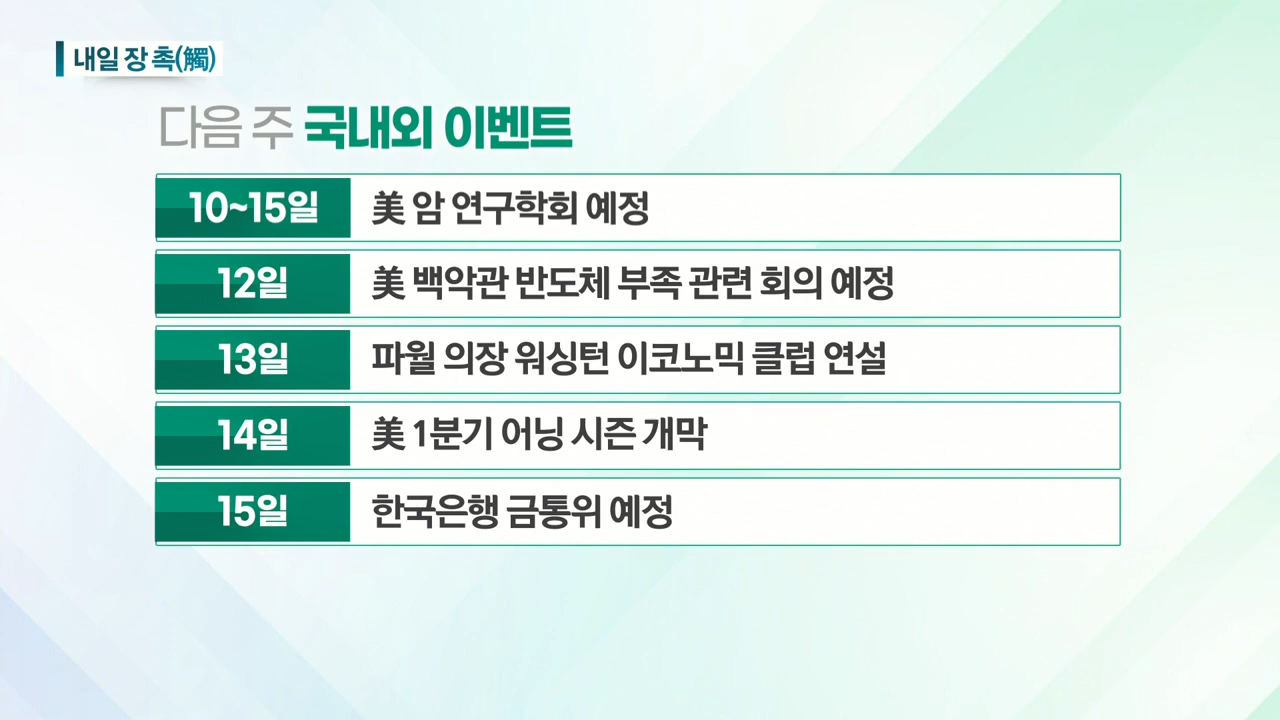 내일 장 촉(觸)
다음 주 국내외 이벤트
10~15일 美 암 연구학회 예정
12일 美 백악관 반도체 부족 관련 회의 예정
13일 파월 의장 워싱턴 이코노믹 클럽 연설
14일 美 1분기 어닝 시즌 개막
15일 한국은행 금통위 예정